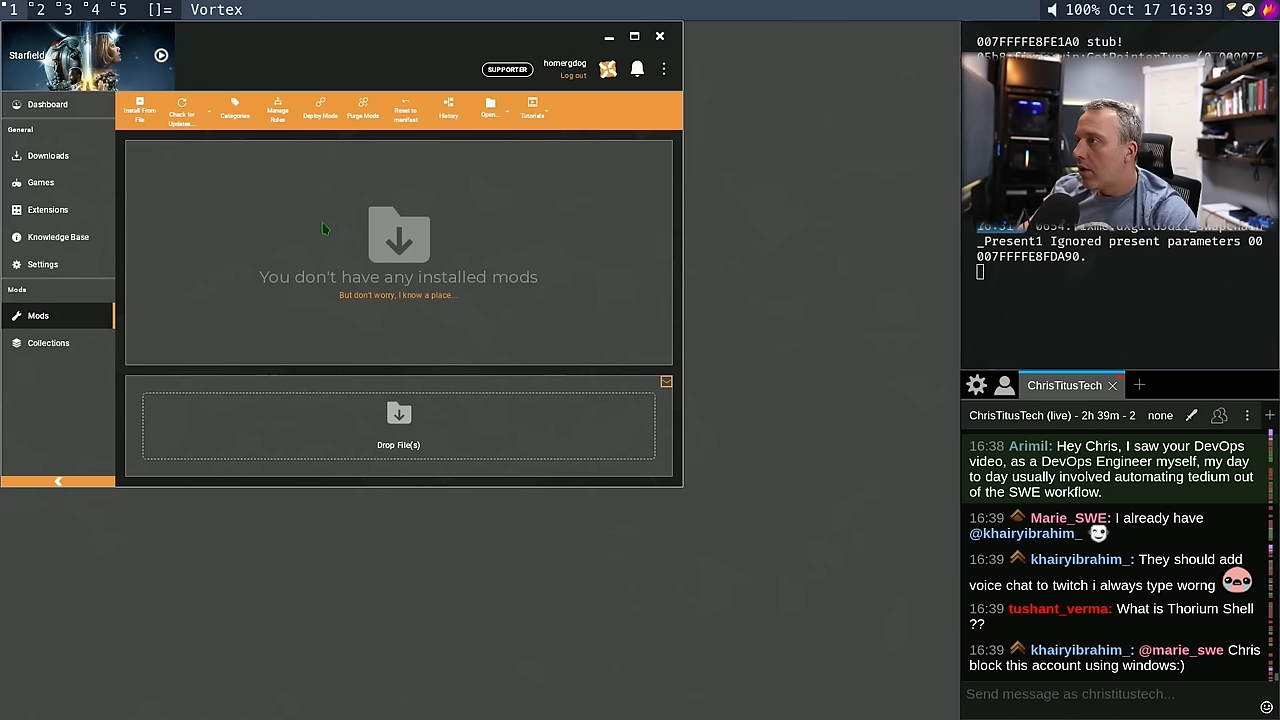 1 2 3 4 5 []= Vortex
100% Oct 17 16:39
Starfield
SUPPORTER
homergdog
Log out
Install From
File
Check for
Updates...
Categories
Manage
Rules
Deploy Mods
Purge Mods
Reset to
manifest
History
Open...
Tutorials
Dashboard
General
Downloads
Games
Extensions
Knowledge Base
Settings
Mods
Mods
Collections
You don't have any installed mods
But don't worry, I know a place...
Drop File(s)
007FFFFE8FE1A0 stub!
_Present1 Ignored present parameters 00
007FFFFE8FDA90.
ChrisTitusTech
ChrisTitusTech (live) - 2h 39m - 2 none
16:38 Arimil: Hey Chris, I saw your DevOps
video, as a DevOps Engineer myself, my day
to day usually involved automating tedium out
of the SWE workflow.
16:39 Marie_SWE: I already have
@khairyibrahim_
16:39 khairyibrahim_: They should add
voice chat to twitch i always type worng
16:39 tushant_verma: What is Thorium Shell
??
16:39 khairyibrahim_: @marie_swe Chris
block this account using windows:)
Send message as christitustech...